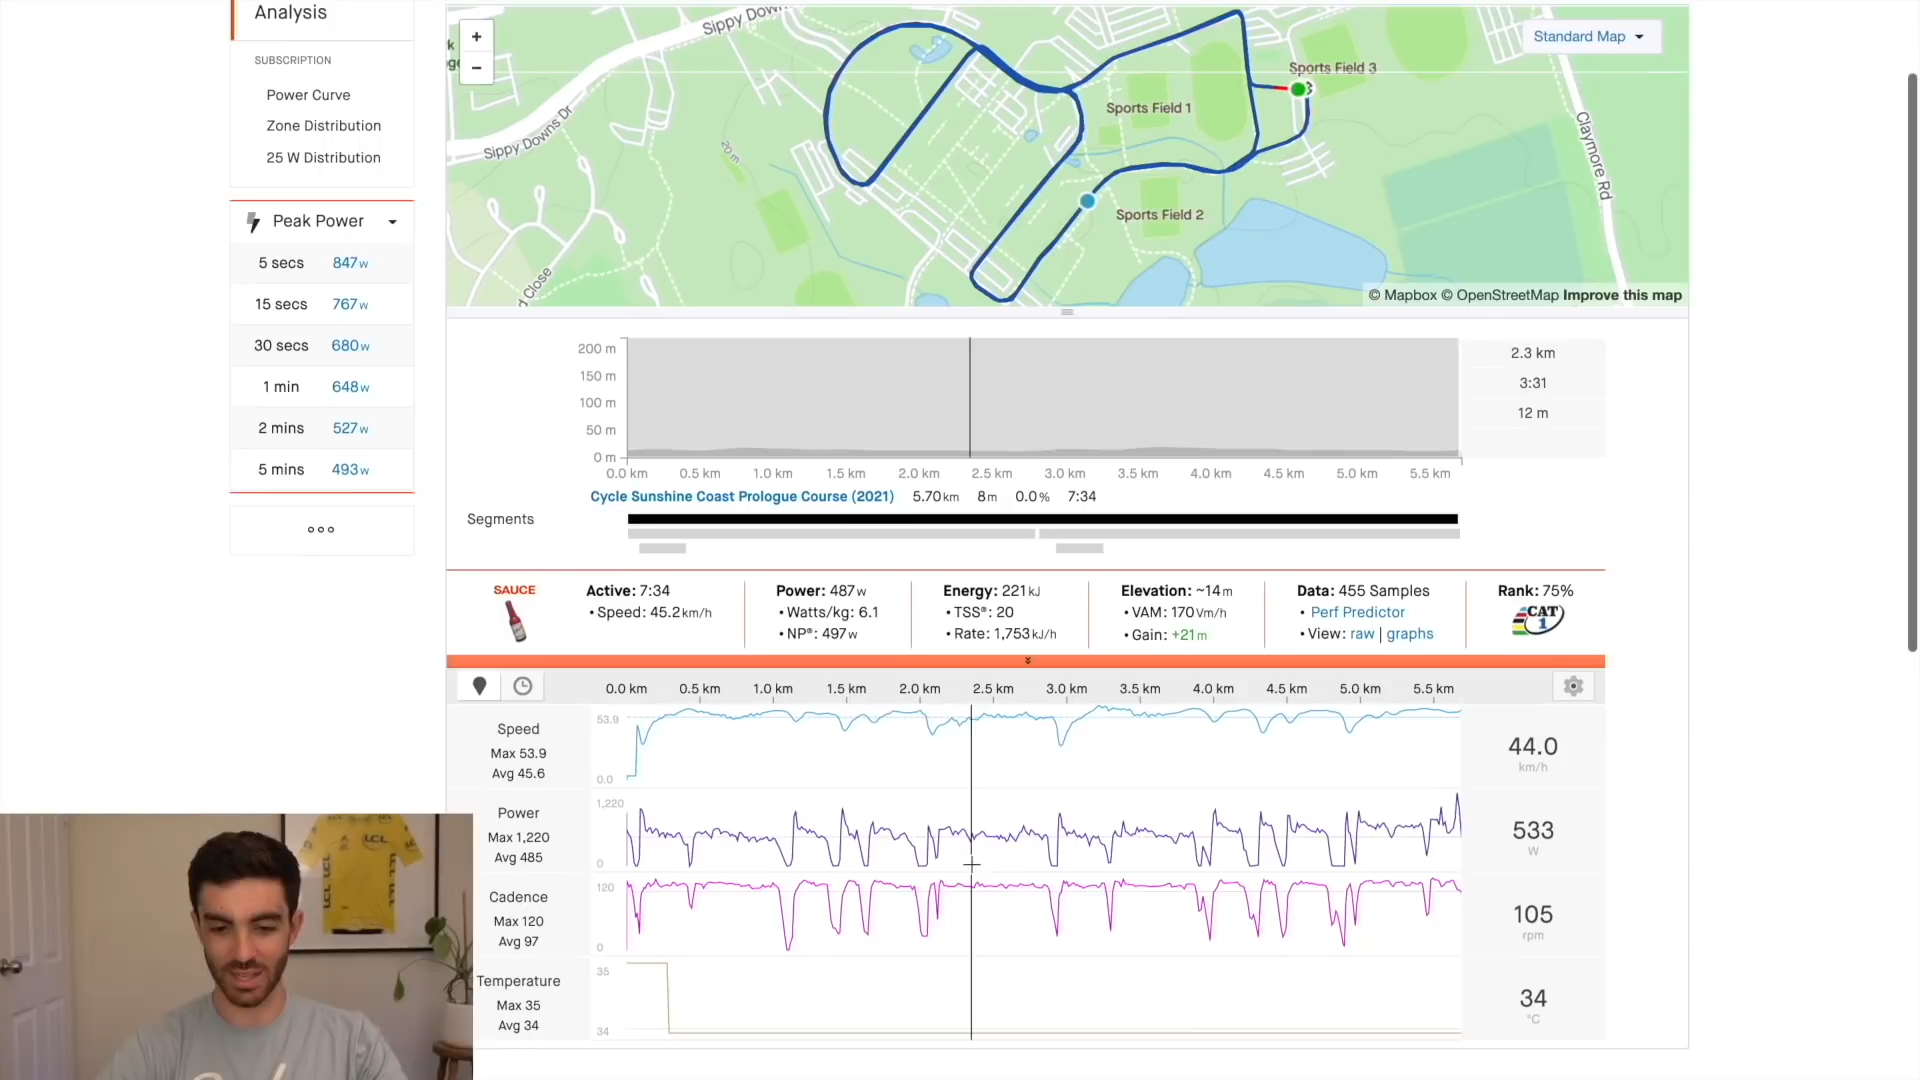 Analysis
SUBSCRIPTION
Power Curve
Zone Distribution
25 W Distribution
Peak Power
5 secs 847w
15 secs 767w
30 secs 680w
1 min 648w
2 mins 527w
5 mins 493w
+
−
Sippy Down
Sippy Downs Dr
20 m
d Close
Sports Field 1
Sports Field 2
Sports Field 3
Claymore Rd
Standard Map
© Mapbox © OpenStreetMap Improve this map
200 m
150 m
100 m
50 m
0 m
0.0 km 0.5 km 1.0 km 1.5 km 2.0 km 2.5 km 3.0 km 3.5 km 4.0 km 4.5 km 5.0 km 5.5 km
2.3 km
3:31
12 m
Cycle Sunshine Coast Prologue Course (2021) 5.70km 8m 0.0% 7:34
Segments
SAUCE
Active: 7:34
• Speed: 45.2km/h
Power: 487w
• Watts/kg: 6.1
• NP®: 497w
Energy: 221kJ
• TSS®: 20
• Rate: 1,753kJ/h
Elevation: ~14m
• VAM: 170Vm/h
• Gain: +21m
Data: 455 Samples
• Perf Predictor
• View: raw | graphs
Rank: 75%
CAT
1
0.0 km 0.5 km 1.0 km 1.5 km 2.0 km 2.5 km 3.0 km 3.5 km 4.0 km 4.5 km 5.0 km 5.5 km
Speed
Max 53.9
Avg 45.6
53.9
0.0
44.0
km/h
Power
Max 1,220
Avg 485
1,220
0
533
W
Cadence
Max 120
Avg 97
120
0
105
rpm
Temperature
Max 35
Avg 34
35
34
34
°C
LCL
LCL
LCL